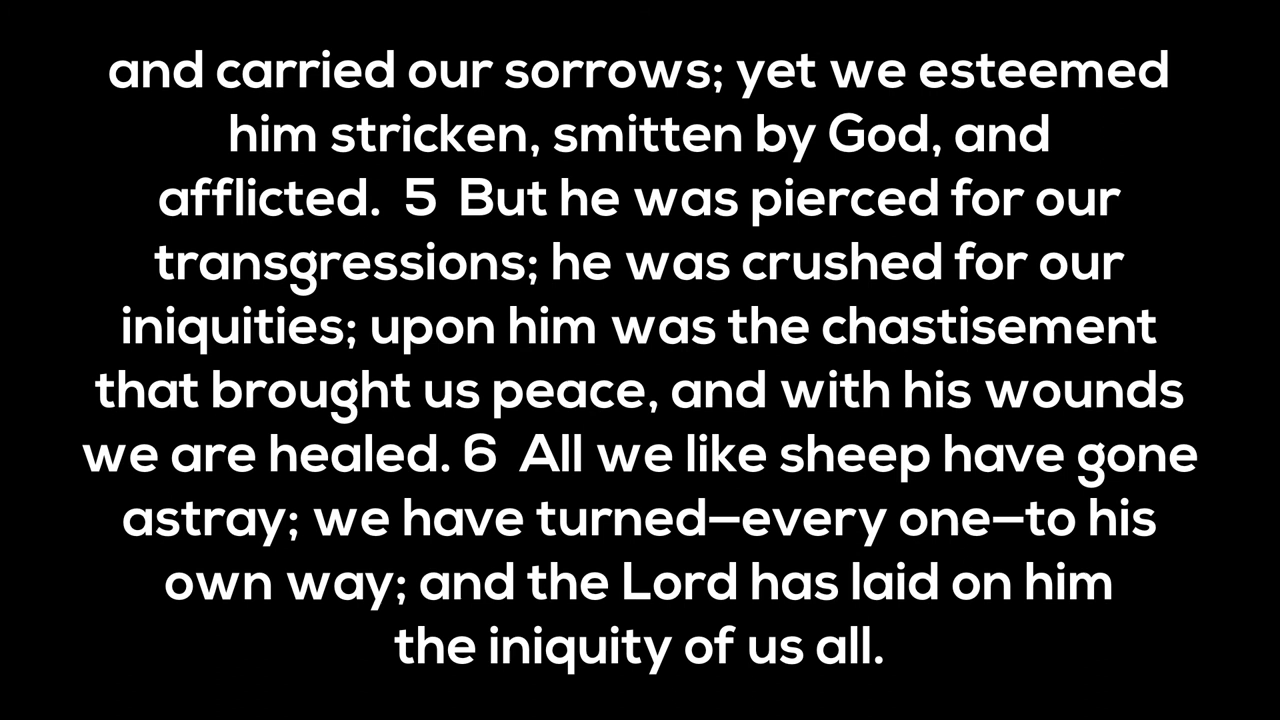 and carried our sorrows; yet we esteemed
him stricken, smitten by God, and
afflicted. 5 But he was pierced for our
transgressions; he was crushed for our
iniquities; upon him was the chastisement
that brought us peace, and with his wounds
we are healed. 6 All we like sheep have gone
astray; we have turned—every one—to his
own way; and the Lord has laid on him
the iniquity of us all.